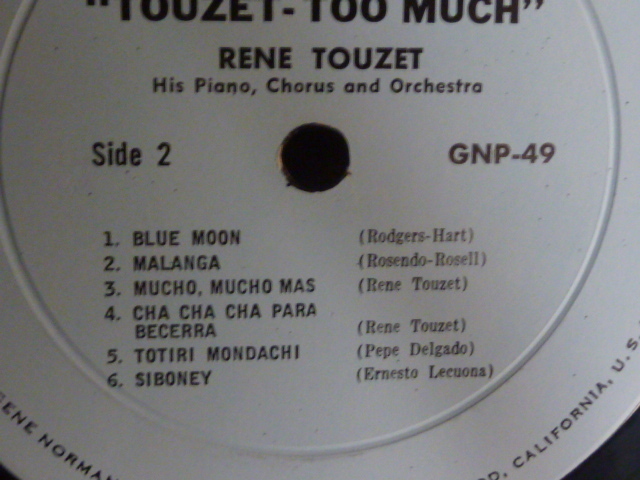 "TOUZET-TOO MUCH"
RENE TOUZET
His Piano, Chorus and Orchestra
Side 2 GNP-49
1. BLUE MOON (Rodgers-Hart)
2. MALANGA (Rosendo-Rosell)
3. MUCHO, MUCHO MAS (Rene Touzet)
4. CHA CHA CHA PARA
BECERRA (Rene Touzet)
5. TOTIRI MONDACHI (Pepe Delgado)
6. SIBONEY (Ernesto Lecuona)
CALIFORNIA, U.S.